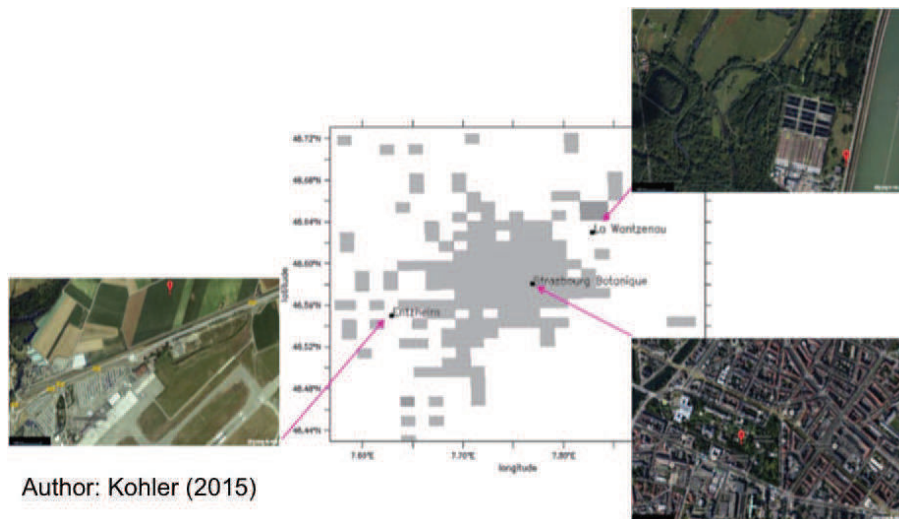 48.72°N
48.68°N
48.64°N
La Wantzenau
48.60°N
Strasbourg Botanique
latitude
48.56°N
Entzheim
48.52°N
48.48°N
48.44°N
7.60°E
7.70°E
7.80°E
longitude
Author: Kohler (2015)